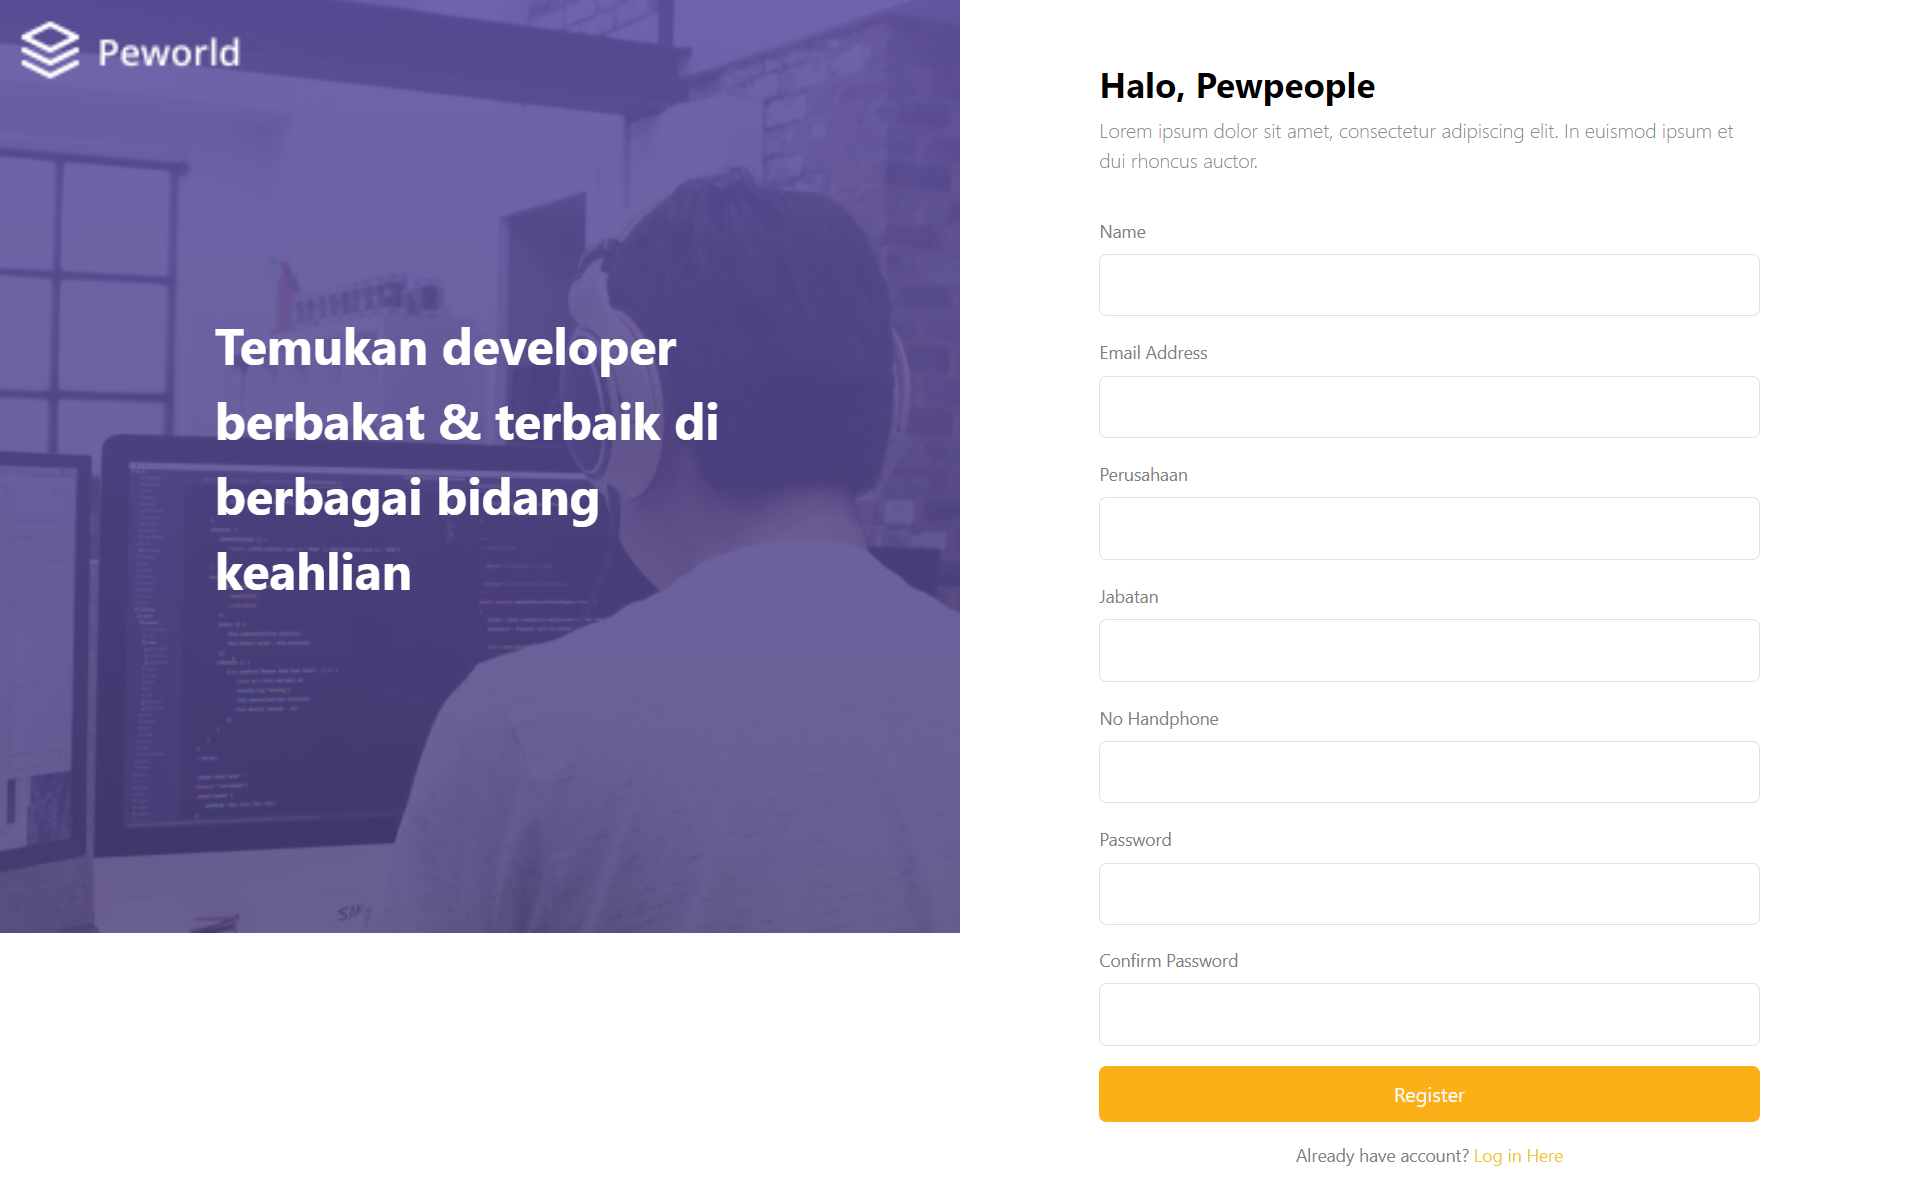 Peworld
Temukan developer
berbakat & terbaik di
berbagai bidang
keahlian
Halo, Pewpeople
Lorem ipsum dolor sit amet, consectetur adipiscing elit. In euismod ipsum et
dui rhoncus auctor.
Name
Email Address
Perusahaan
Jabatan
No Handphone
Password
Confirm Password
Register
Already have account? Log in Here